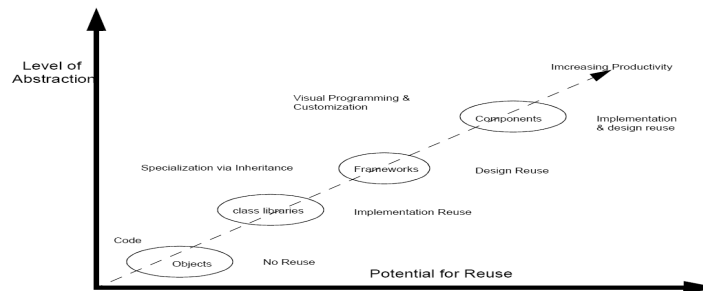 Level of
Abstraction
Imcreasing Productivity
Visual Programming &
Customization
Components
Implementation
& design reuse
Specialization via Inheritance
Frameworks
Design Reuse
class libraries
Implementation Reuse
Code
Objects
No Reuse
Potential for Reuse